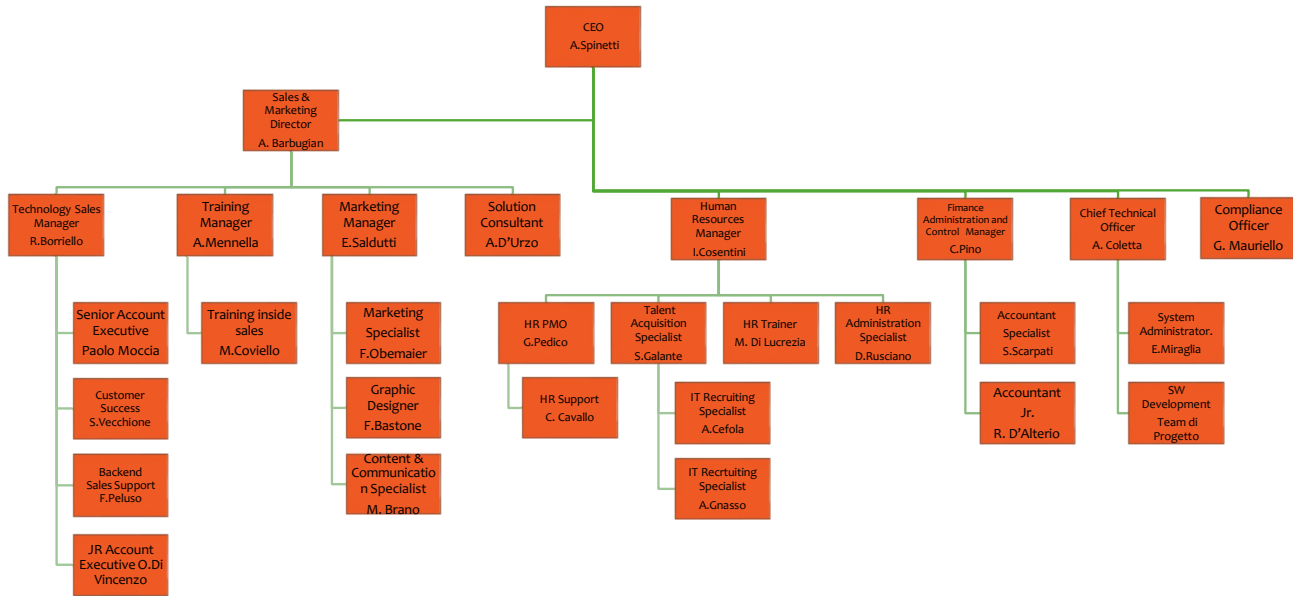 CEO
A.Spinetti
Sales &
Marketing
Director
A. Barbugian
Technology Sales
Manager
R.Borriello
Training
Manager
A.Mennella
Marketing
Manager
E.Saldutti
Solution
Consultant
A.D'Urzo
Human
Resources
Manager
I.Cosentini
Fimance
Administration and
Control Manager
C.Pino
Chief Technical
Officer
A. Coletta
Compliance
Officer
G. Mauriello
Senior Account
Executive
Paolo Moccia
Customer
Success
S.Vecchione
Backend
Sales Support
F.Peluso
JR Account
Executive O.Di
Vincenzo
Training inside
sales
M.Coviello
Marketing
Specialist
F.Obemaier
Graphic
Designer
F.Bastone
Content &
Communicatio
n Specialist
M. Brano
HR PMO
G.Pedico
HR Support
C. Cavallo
Talent
Acquisition
Specialist
S.Galante
IT Recruiting
Specialist
A.Cefola
IT Recrtuiting
Specialist
A.Gnasso
HR Trainer
M. Di Lucrezia
HR
Administration
Specialist
D.Rusciano
Accountant
Specialist
S.Scarpati
Accountant
Jr.
R. D'Alterio
System
Administrator.
E.Miraglia
SW
Development
Team di
Progetto